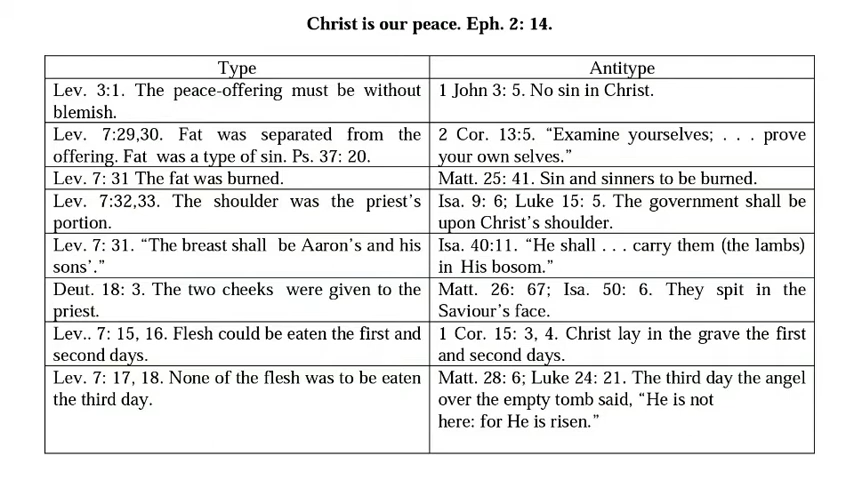 Christ is our peace. Eph. 2: 14.
Type
Antitype
Lev. 3:1. The peace-offering must be without
blemish.
1 John 3: 5. No sin in Christ.
Lev. 7:29,30. Fat was separated from the
offering. Fat was a type of sin. Ps. 37: 20.
2 Cor. 13:5. “Examine yourselves; . . . prove
your own selves.”
Lev. 7: 31 The fat was burned.
Matt. 25: 41. Sin and sinners to be burned.
Lev. 7:32,33. The shoulder was the priest’s
portion.
Isa. 9: 6; Luke 15: 5. The government shall be
upon Christ’s shoulder.
Lev. 7: 31. “The breast shall be Aaron’s and his
sons’.”
Isa. 40:11. “He shall . . . carry them (the lambs)
in His bosom.”
Deut. 18: 3. The two cheeks were given to the
priest.
Matt. 26: 67; Isa. 50: 6. They spit in the
Saviour’s face.
Lev.. 7: 15, 16. Flesh could be eaten the first and
second days.
1 Cor. 15: 3, 4. Christ lay in the grave the first
and second days.
Lev. 7: 17, 18. None of the flesh was to be eaten
the third day.
Matt. 28: 6; Luke 24: 21. The third day the angel
over the empty tomb said, “He is not
here: for He is risen.”